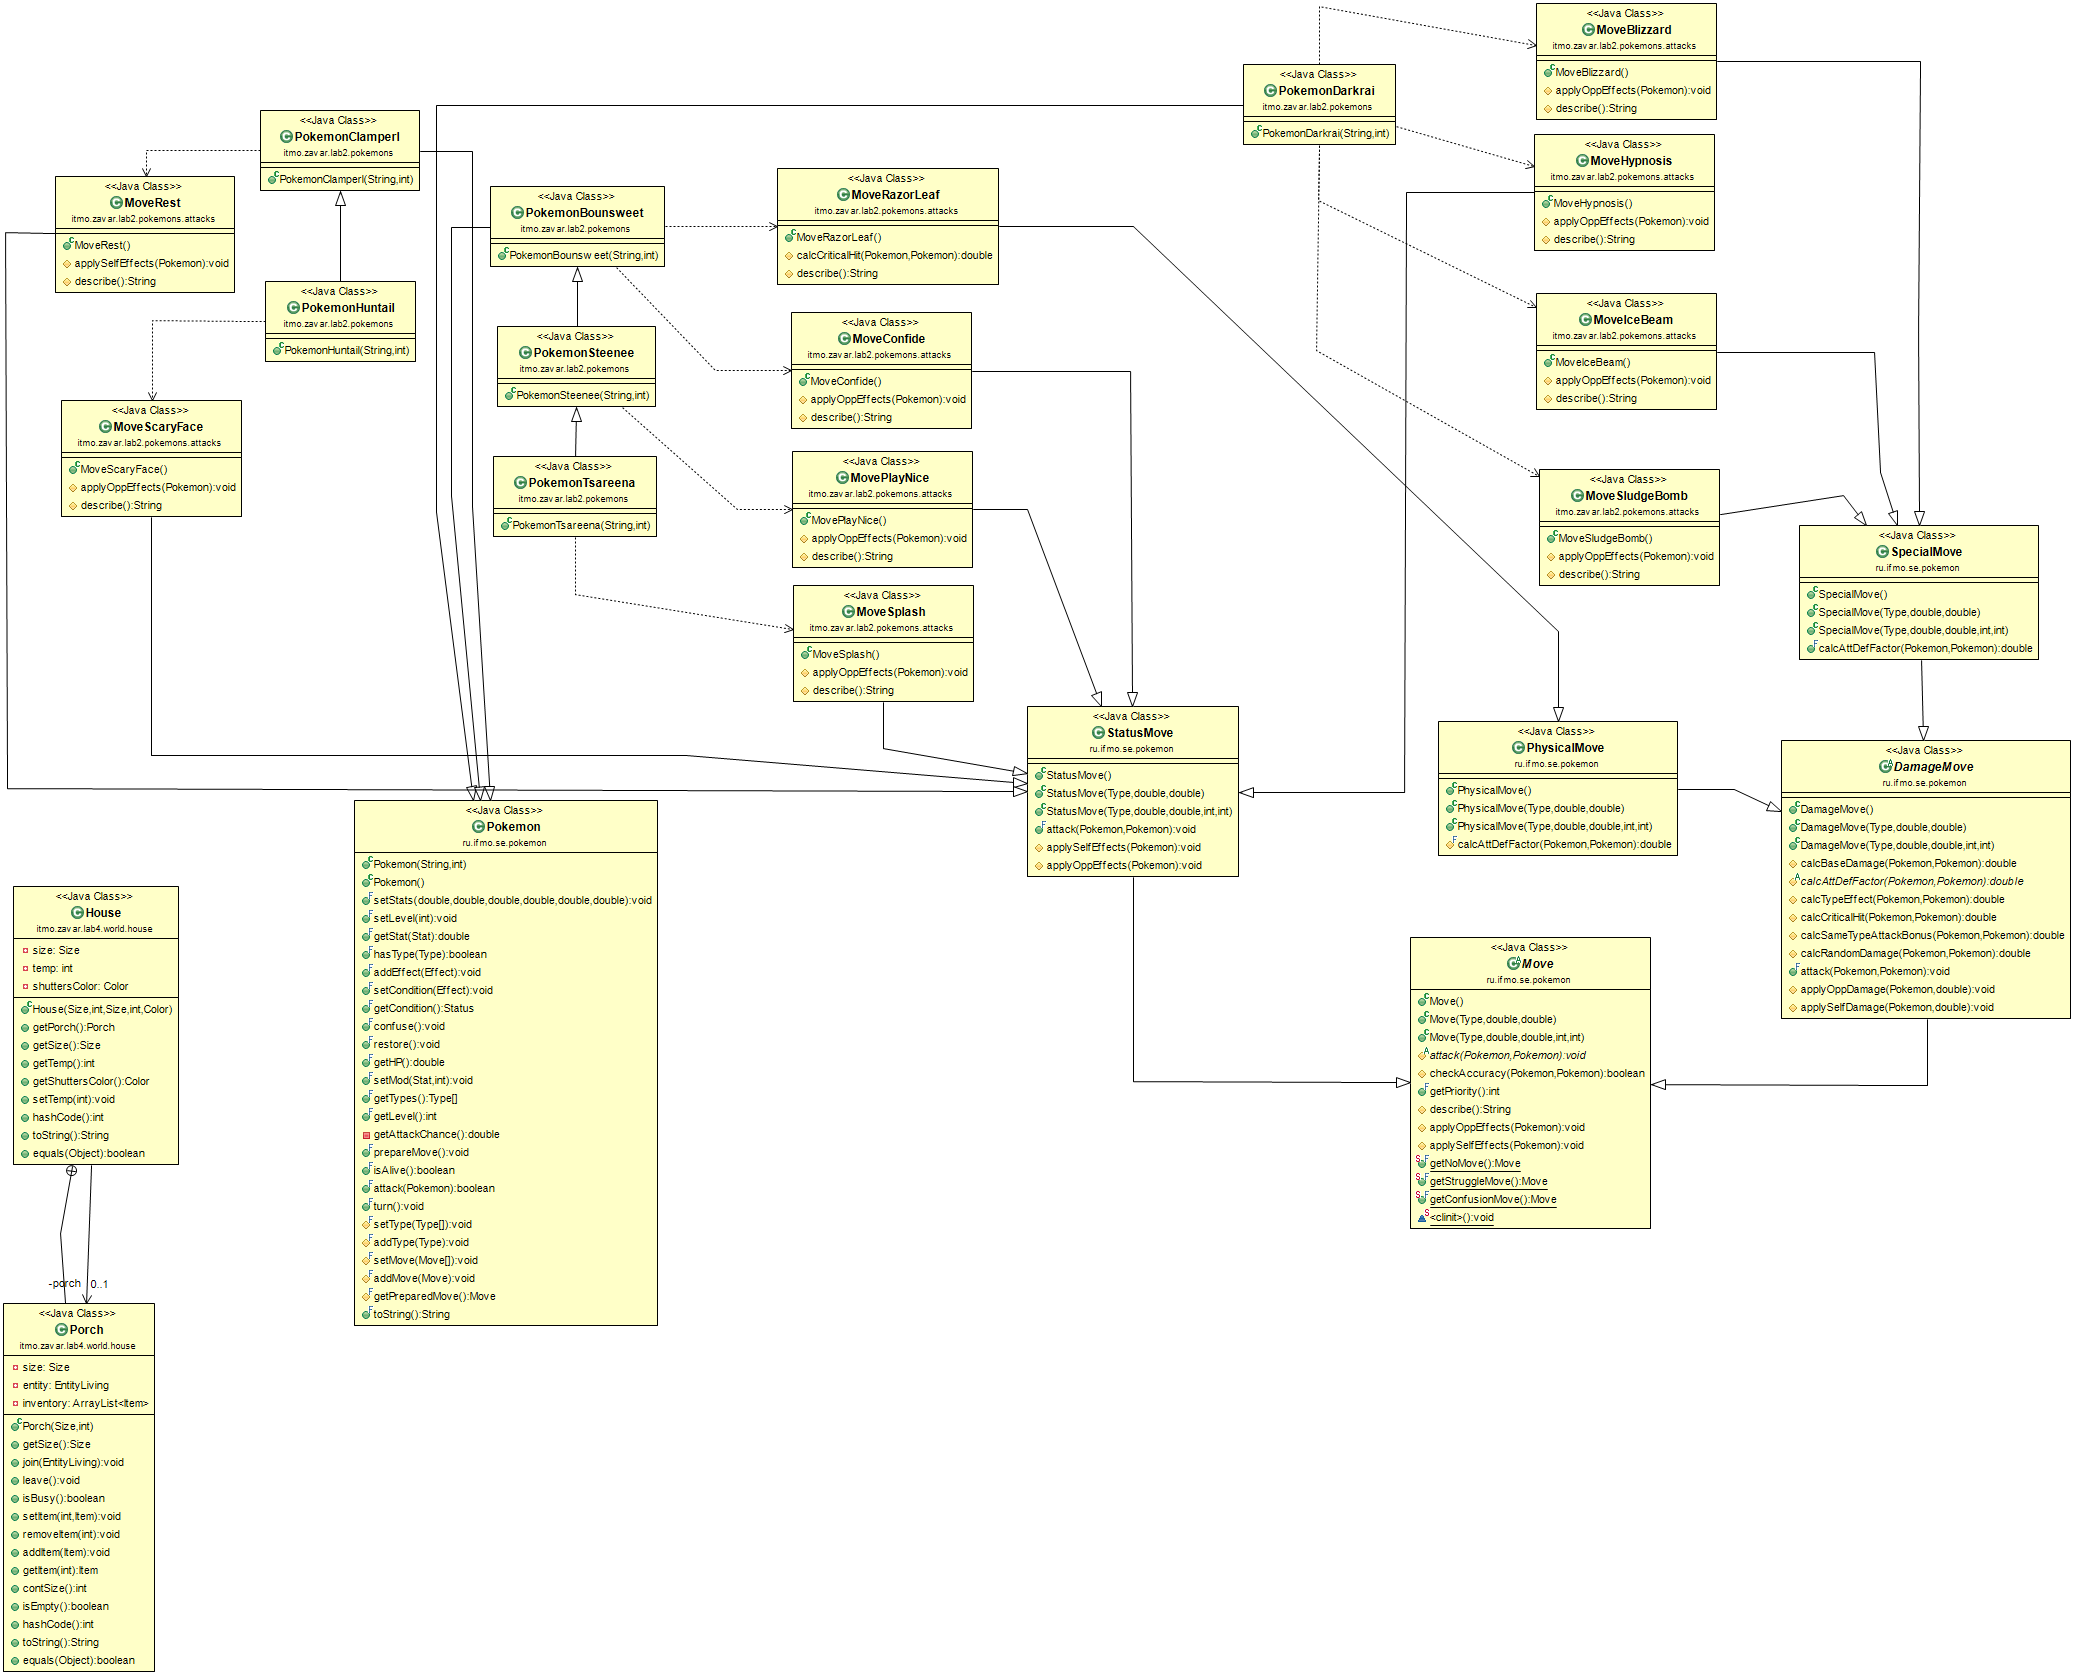 <<Java Class>>
MoveBlizzard
itmo.zavar.lab2.pokemons.attacks
MoveBlizzard()
applyOppEffects(Pokemon):void
describe():String
<<Java Class>>
PokemonDarkrai
itmo.zavar.lab2.pokemons
PokemonDarkrai(String,int)
<<Java Class>>
PokemonClamperl
itmo.zavar.lab2.pokemons
PokemonClamperl(String,int)
<<Java Class>>
MoveHypnosis
itmo.zavar.lab2.pokemons.attacks
MoveHypnosis()
applyOppEffects(Pokemon):void
describe():String
<<Java Class>>
MoveRest
itmo.zavar.lab2.pokemons.attacks
MoveRest()
applySelfEffects(Pokemon):void
describe():String
<<Java Class>>
PokemonBounsweet
itmo.zavar.lab2.pokemons
PokemonBounsweet(String,int)
<<Java Class>>
MoveRazorLeaf
itmo.zavar.lab2.pokemons.attacks
MoveRazorLeaf()
calcCriticalHit(Pokemon,Pokemon):double
describe():String
<<Java Class>>
PokemonHuntail
itmo.zavar.lab2.pokemons
PokemonHuntail(String,int)
<<Java Class>>
MoveIceBeam
itmo.zavar.lab2.pokemons.attacks
MoveIceBeam()
applyOppEffects(Pokemon):void
describe():String
<<Java Class>>
PokemonSteenee
itmo.zavar.lab2.pokemons
PokemonSteenee(String,int)
<<Java Class>>
MoveConfide
itmo.zavar.lab2.pokemons.attacks
MoveConfide()
applyOppEffects(Pokemon):void
describe():String
<<Java Class>>
MoveScaryFace
itmo.zavar.lab2.pokemons.attacks
MoveScaryFace()
applyOppEffects(Pokemon):void
describe():String
<<Java Class>>
PokemonTsareena
itmo.zavar.lab2.pokemons
PokemonTsareena(String,int)
<<Java Class>>
MovePlayNice
itmo.zavar.lab2.pokemons.attacks
MovePlayNice()
applyOppEffects(Pokemon):void
describe():String
<<Java Class>>
MoveSludgeBomb
itmo.zavar.lab2.pokemons.attacks
MoveSludgeBomb()
applyOppEffects(Pokemon):void
describe():String
<<Java Class>>
SpecialMove
ru.ifmo.se.pokemon
SpecialMove()
SpecialMove(Type,double,double)
SpecialMove(Type,double,double,int,int)
calcAttDefFactor(Pokemon,Pokemon):double
<<Java Class>>
MoveSplash
itmo.zavar.lab2.pokemons.attacks
MoveSplash()
applyOppEffects(Pokemon):void
describe():String
<<Java Class>>
StatusMove
ru.ifmo.se.pokemon
StatusMove()
StatusMove(Type,double,double)
StatusMove(Type,double,double,int,int)
attack(Pokemon,Pokemon):void
applySelfEffects(Pokemon):void
applyOppEffects(Pokemon):void
<<Java Class>>
PhysicalMove
ru.ifmo.se.pokemon
PhysicalMove()
PhysicalMove(Type,double,double)
PhysicalMove(Type,double,double,int,int)
calcAttDefFactor(Pokemon,Pokemon):double
<<Java Class>>
DamageMove
ru.ifmo.se.pokemon
DamageMove()
DamageMove(Type,double,double)
DamageMove(Type,double,double,int,int)
calcBaseDamage(Pokemon,Pokemon):double
calcAttDefFactor(Pokemon,Pokemon):double
calcTypeEffect(Pokemon,Pokemon):double
calcCriticalHit(Pokemon,Pokemon):double
calcSameTypeAttackBonus(Pokemon,Pokemon):double
calcRandomDamage(Pokemon,Pokemon):double
attack(Pokemon,Pokemon):void
applyOppDamage(Pokemon,double):void
applySelfDamage(Pokemon,double):void
<<Java Class>>
Pokemon
ru.ifmo.se.pokemon
Pokemon(String,int)
Pokemon()
setStats(double,double,double,double,double,double):void
setLevel(int):void
getStat(Stat):double
hasType(Type):boolean
addEffect(Effect):void
setCondition(Effect):void
getCondition():Status
confuse():void
restore():void
getHP():double
setMod(Stat,int):void
getTypes():Type[]
getLevel():int
getAttackChance():double
prepareMove():void
isAlive():boolean
attack(Pokemon):boolean
turn():void
setType(Type[]):void
addType(Type):void
setMove(Move[]):void
addMove(Move):void
getPreparedMove():Move
toString():String
<<Java Class>>
House
itmo.zavar.lab4.world.house
size: Size
temp: int
shuttersColor: Color
House(Size,int,Size,int,Color)
getPorch():Porch
getSize():Size
getTemp():int
getShuttersColor():Color
setTemp(int):void
hashCode():int
toString():String
equals(Object):boolean
<<Java Class>>
Move
ru.ifmo.se.pokemon
Move()
Move(Type,double,double)
Move(Type,double,double,int,int)
attack(Pokemon,Pokemon):void
checkAccuracy(Pokemon,Pokemon):boolean
getPriority():int
describe():String
applyOppEffects(Pokemon):void
applySelfEffects(Pokemon):void
getNoMove():Move
getStruggleMove():Move
getConfusionMove():Move
<clinit>():void
-porch 0..1
<<Java Class>>
Porch
itmo.zavar.lab4.world.house
size: Size
entity: EntityLiving
inventory: ArrayList<Item>
Porch(Size,int)
getSize():Size
join(EntityLiving):void
leave():void
isBusy():boolean
setItem(int,Item):void
removeItem(int):void
addItem(Item):void
getItem(int):Item
contSize():int
isEmpty():boolean
hashCode():int
toString():String
equals(Object):boolean